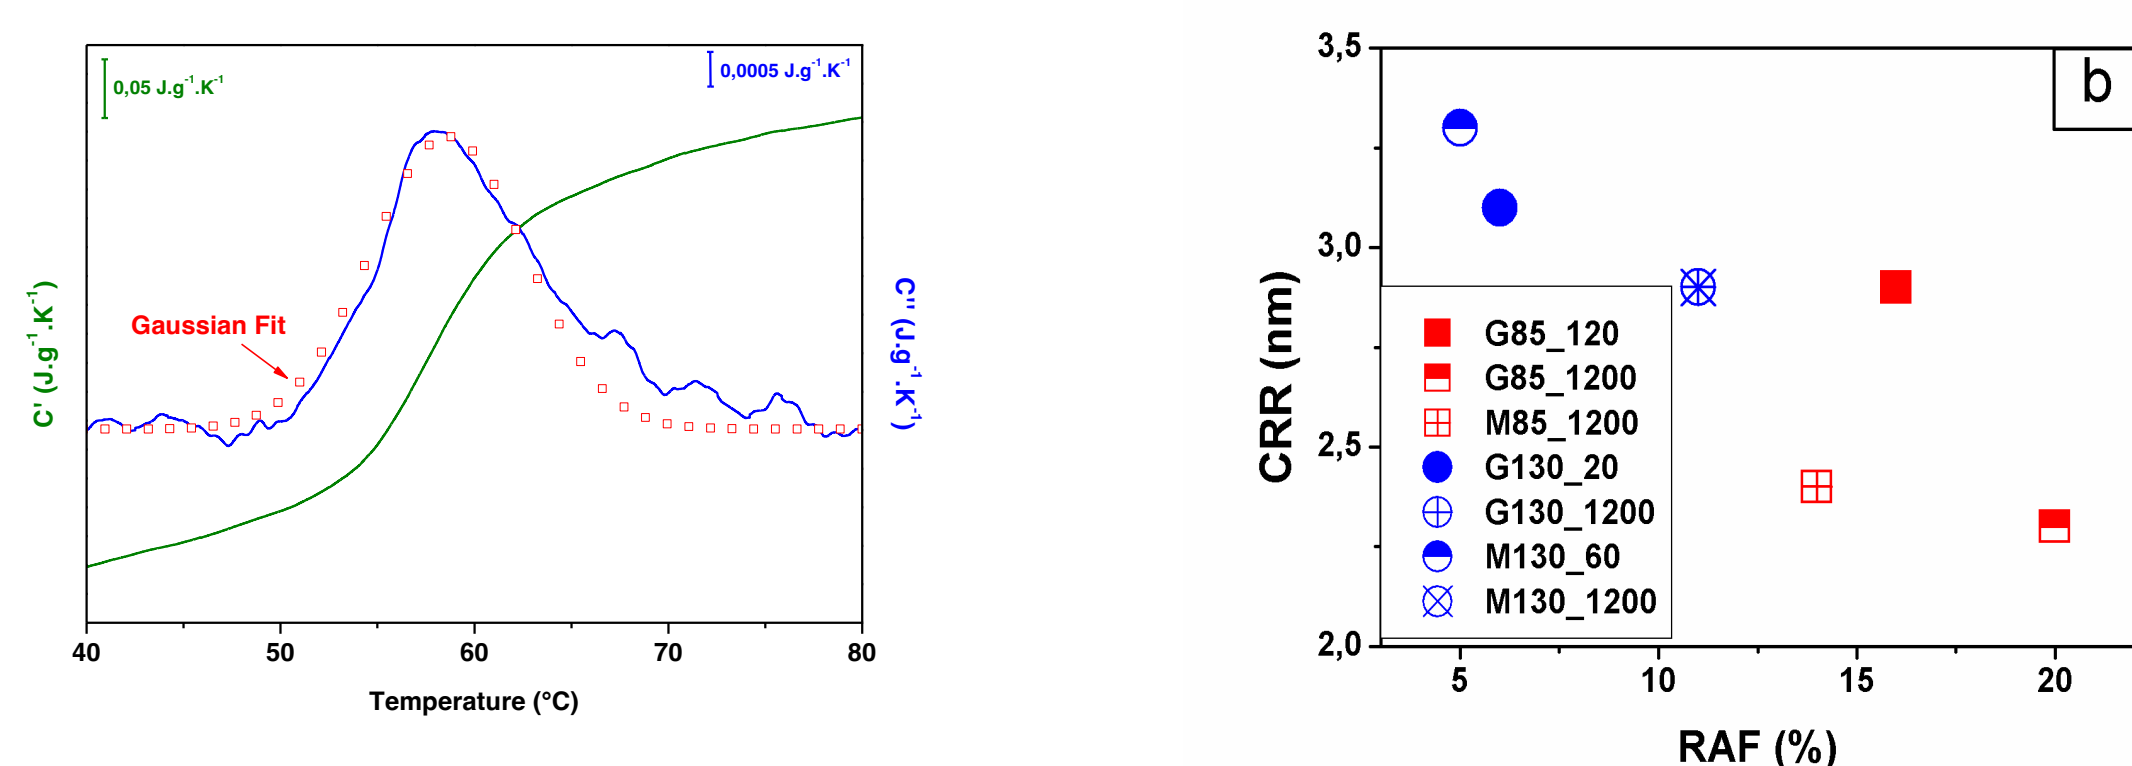 0,05 J.g⁻¹.K⁻¹
0,0005 J.g⁻¹.K⁻¹
Gaussian Fit
C' (J.g⁻¹.K⁻¹)
C'' (J.g⁻¹.K⁻¹)
40 50 60 70 80
Temperature (°C)
b
3,5
3,0
2,5
2,0
CRR (nm)
G85_120
G85_1200
M85_1200
G130_20
G130_1200
M130_60
M130_1200
5 10 15 20
RAF (%)